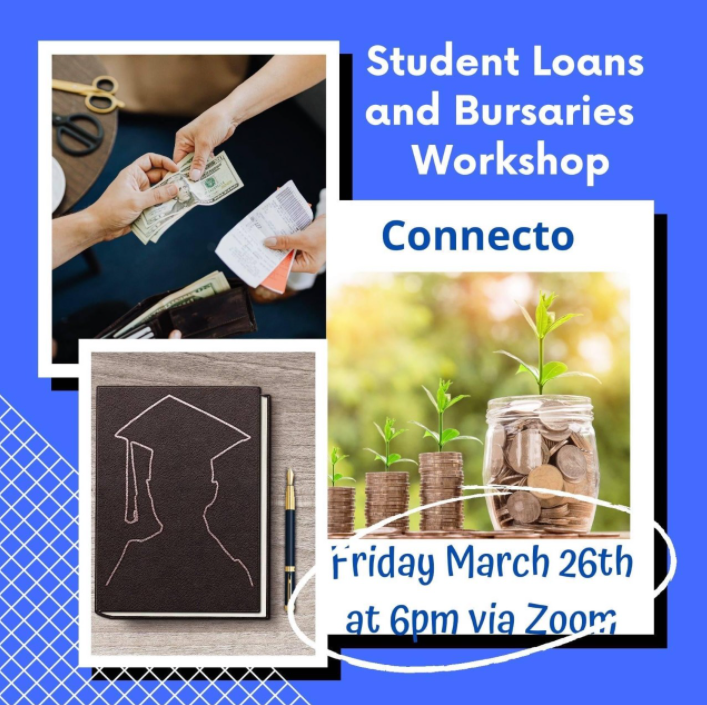 Student Loans
and Bursaries
Workshop
Connecto
Friday March 26th
at 6pm via Zoom